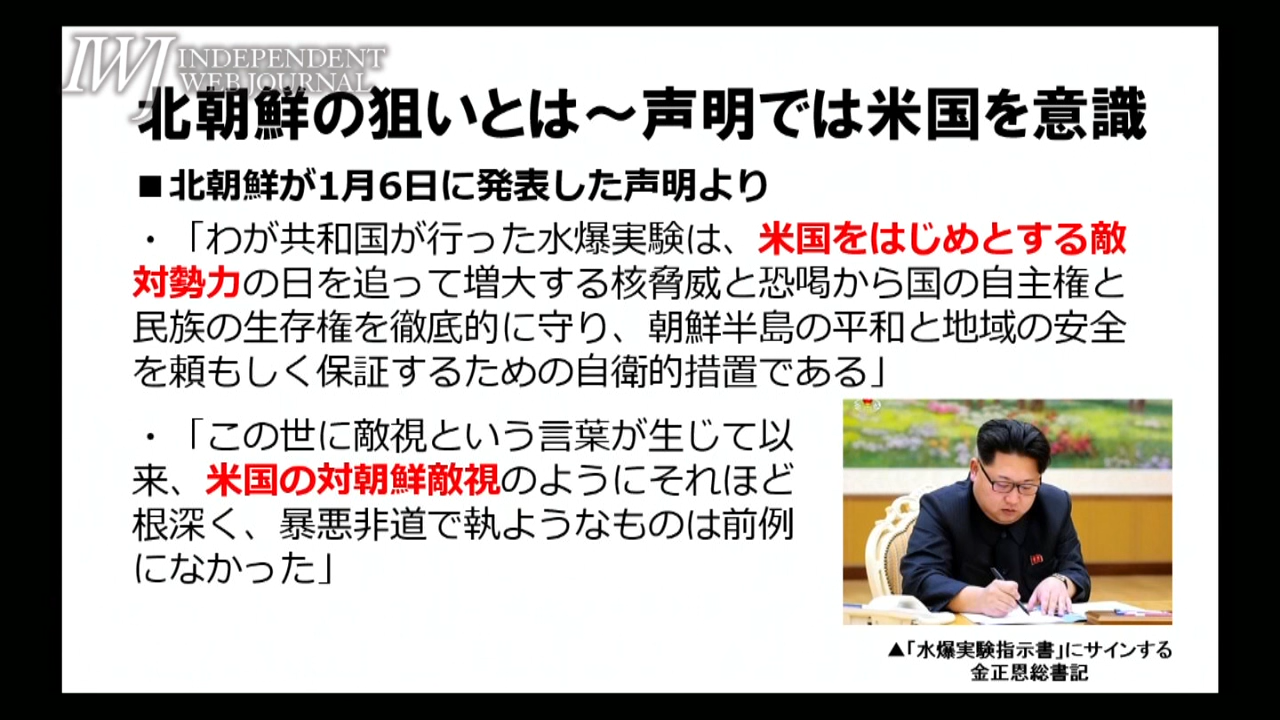 IWJ INDEPENDENT
WEB JOURNAL
北朝鮮の狙いとは~声明では米国を意識
■北朝鮮が1月6日に発表した声明より
・「わが共和国が行った水爆実験は、米国をはじめとする敵
対勢力の日を追って増大する核脅威と恐喝から国の自主権と
民族の生存権を徹底的に守り、朝鮮半島の平和と地域の安全
を頼もしく保証するための自衛的措置である」
・「この世に敵視という言葉が生じて以
来、米国の対朝鮮敵視のようにそれほど
根深く、暴悪非道で執ようなものは前例
になかった」
▲「水爆実験指示書」にサインする
金正恩総書記